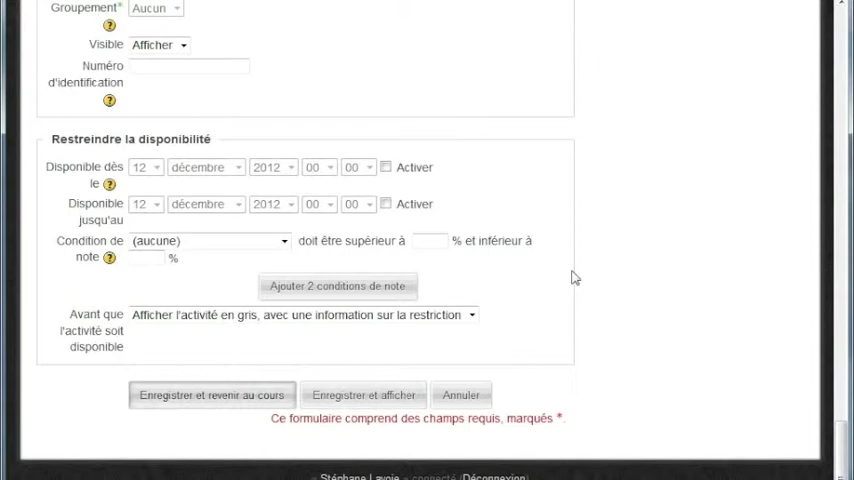 Groupement* Aucun
?
Visible Afficher
Numéro
d'identification
?
Restreindre la disponibilité
Disponible dès 12 décembre 2012 00 00 Activer
le ?
Disponible 12 décembre 2012 00 00 Activer
jusqu'au
Condition de (aucune) doit être supérieur à % et inférieur à
note ? %
Ajouter 2 conditions de note
Avant que Afficher l'activité en gris, avec une information sur la restriction
l'activité soit
disponible
Enregistrer et revenir au cours Enregistrer et afficher Annuler
Ce formulaire comprend des champs requis, marqués *.
Stéphane Lavoie - connecté (Déconnexion)